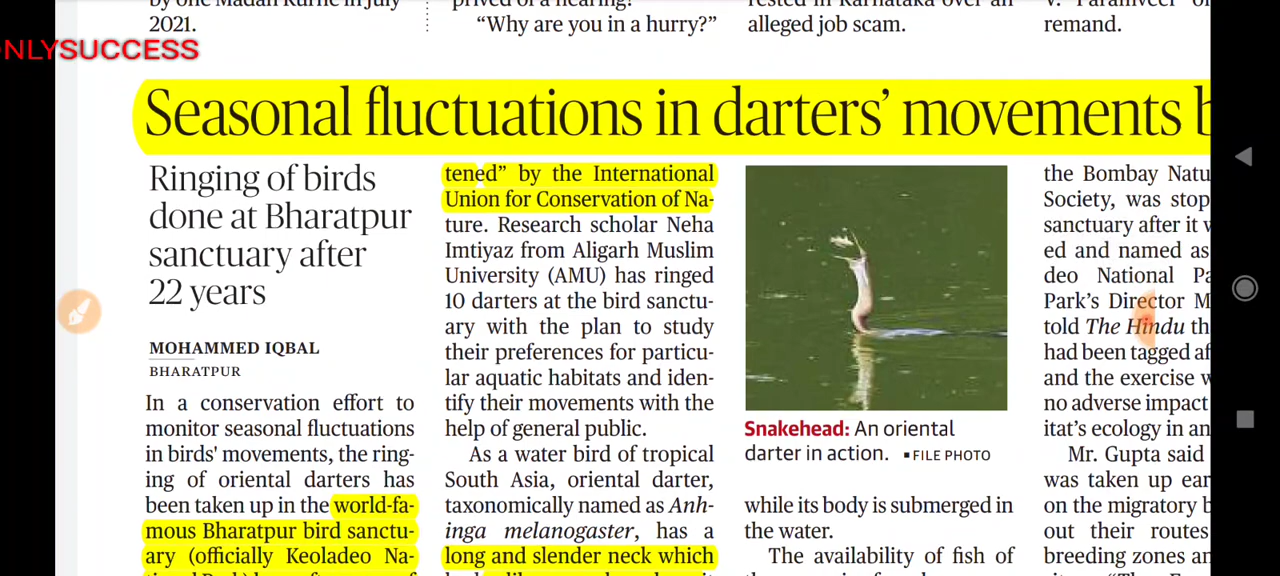 by one Madan Kurne in July
2021.
“Why are you in a hurry?”
alleged job scam.
remand.
NLYSUCCESS
Seasonal fluctuations in darters’ movements b
Ringing of birds
done at Bharatpur
sanctuary after
22 years
MOHAMMED IQBAL
BHARATPUR
In a conservation effort to
monitor seasonal fluctuations
in birds' movements, the ring-
ing of oriental darters has
been taken up in the world-fa-
mous Bharatpur bird sanctu-
ary (officially Keoladeo Na-
tened” by the International
Union for Conservation of Na-
ture. Research scholar Neha
Imtiyaz from Aligarh Muslim
University (AMU) has ringed
10 darters at the bird sanctu-
ary with the plan to study
their preferences for particu-
lar aquatic habitats and iden-
tify their movements with the
help of general public.
As a water bird of tropical
South Asia, oriental darter,
taxonomically named as Anh-
inga melanogaster, has a
long and slender neck which
Snakehead: An oriental
darter in action. ▪FILE PHOTO
while its body is submerged in
the water.
The availability of fish of
the Bombay Natu
Society, was stop
sanctuary after it w
ed and named as
deo National Pa
Park’s Director M
told The Hindu th
had been tagged af
and the exercise w
no adverse impact
itat’s ecology in an
Mr. Gupta said
was taken up ear
on the migratory b
out their routes
breeding zones an